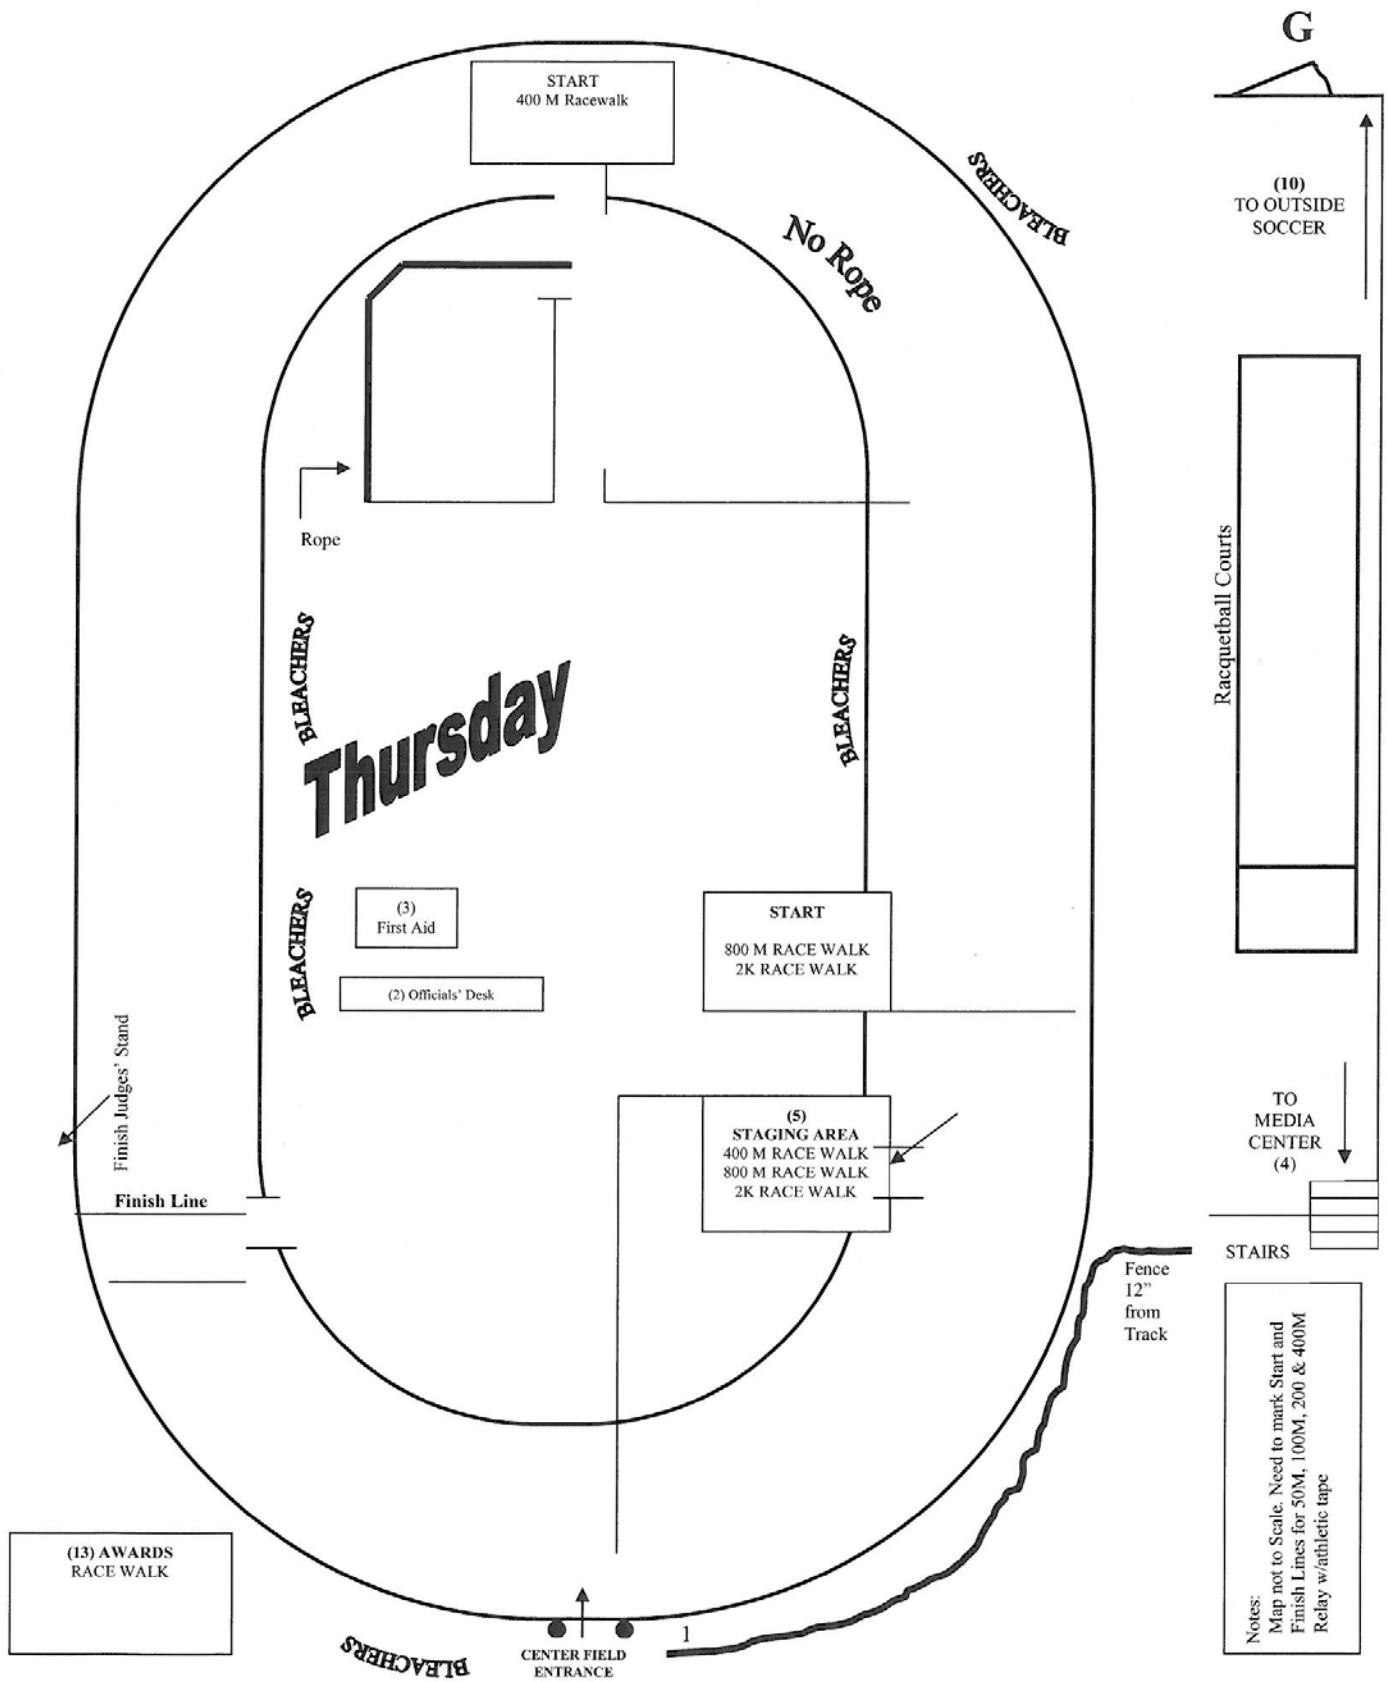 G
START
400 M Racewalk
BLEACHERS
(10)
TO OUTSIDE
SOCCER
No Rope
Rope
Racquetball Courts
BLEACHERS
BLEACHERS
Thursday
BLEACHERS
(3)
First Aid
(2) Officials' Desk
START
800 M RACE WALK
2K RACE WALK
Finish Judges' Stand
TO
MEDIA
CENTER
(4)
(5)
STAGING AREA
400 M RACE WALK
800 M RACE WALK
2K RACE WALK
Finish Line
STAIRS
Fence
12”
from
Track
Notes:
Map not to Scale. Need to mark Start and
Finish Lines for 50M, 100M, 200 & 400M
Relay w/athletic tape
(13) AWARDS
RACE WALK
BLEACHERS
CENTER FIELD
ENTRANCE
1